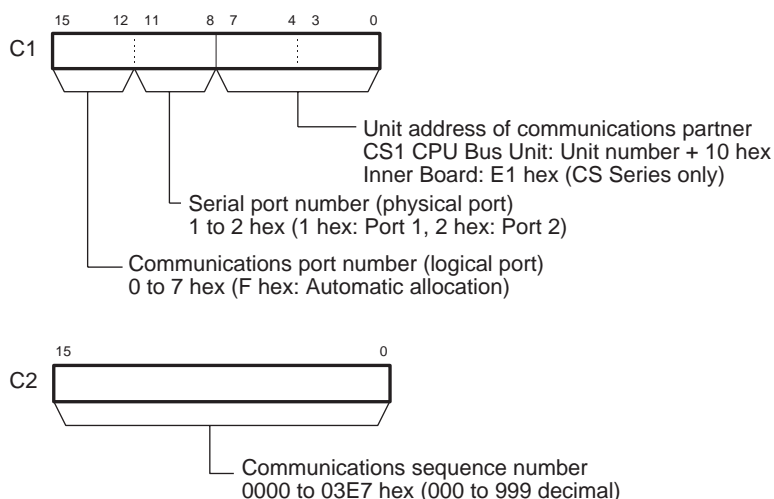 15 12 11 8 7 4 3 0
C1
Unit address of communications partner
CS1 CPU Bus Unit: Unit number + 10 hex
Inner Board: E1 hex (CS Series only)
Serial port number (physical port)
1 to 2 hex (1 hex: Port 1, 2 hex: Port 2)
Communications port number (logical port)
0 to 7 hex (F hex: Automatic allocation)
15 0
C2
Communications sequence number
0000 to 03E7 hex (000 to 999 decimal)